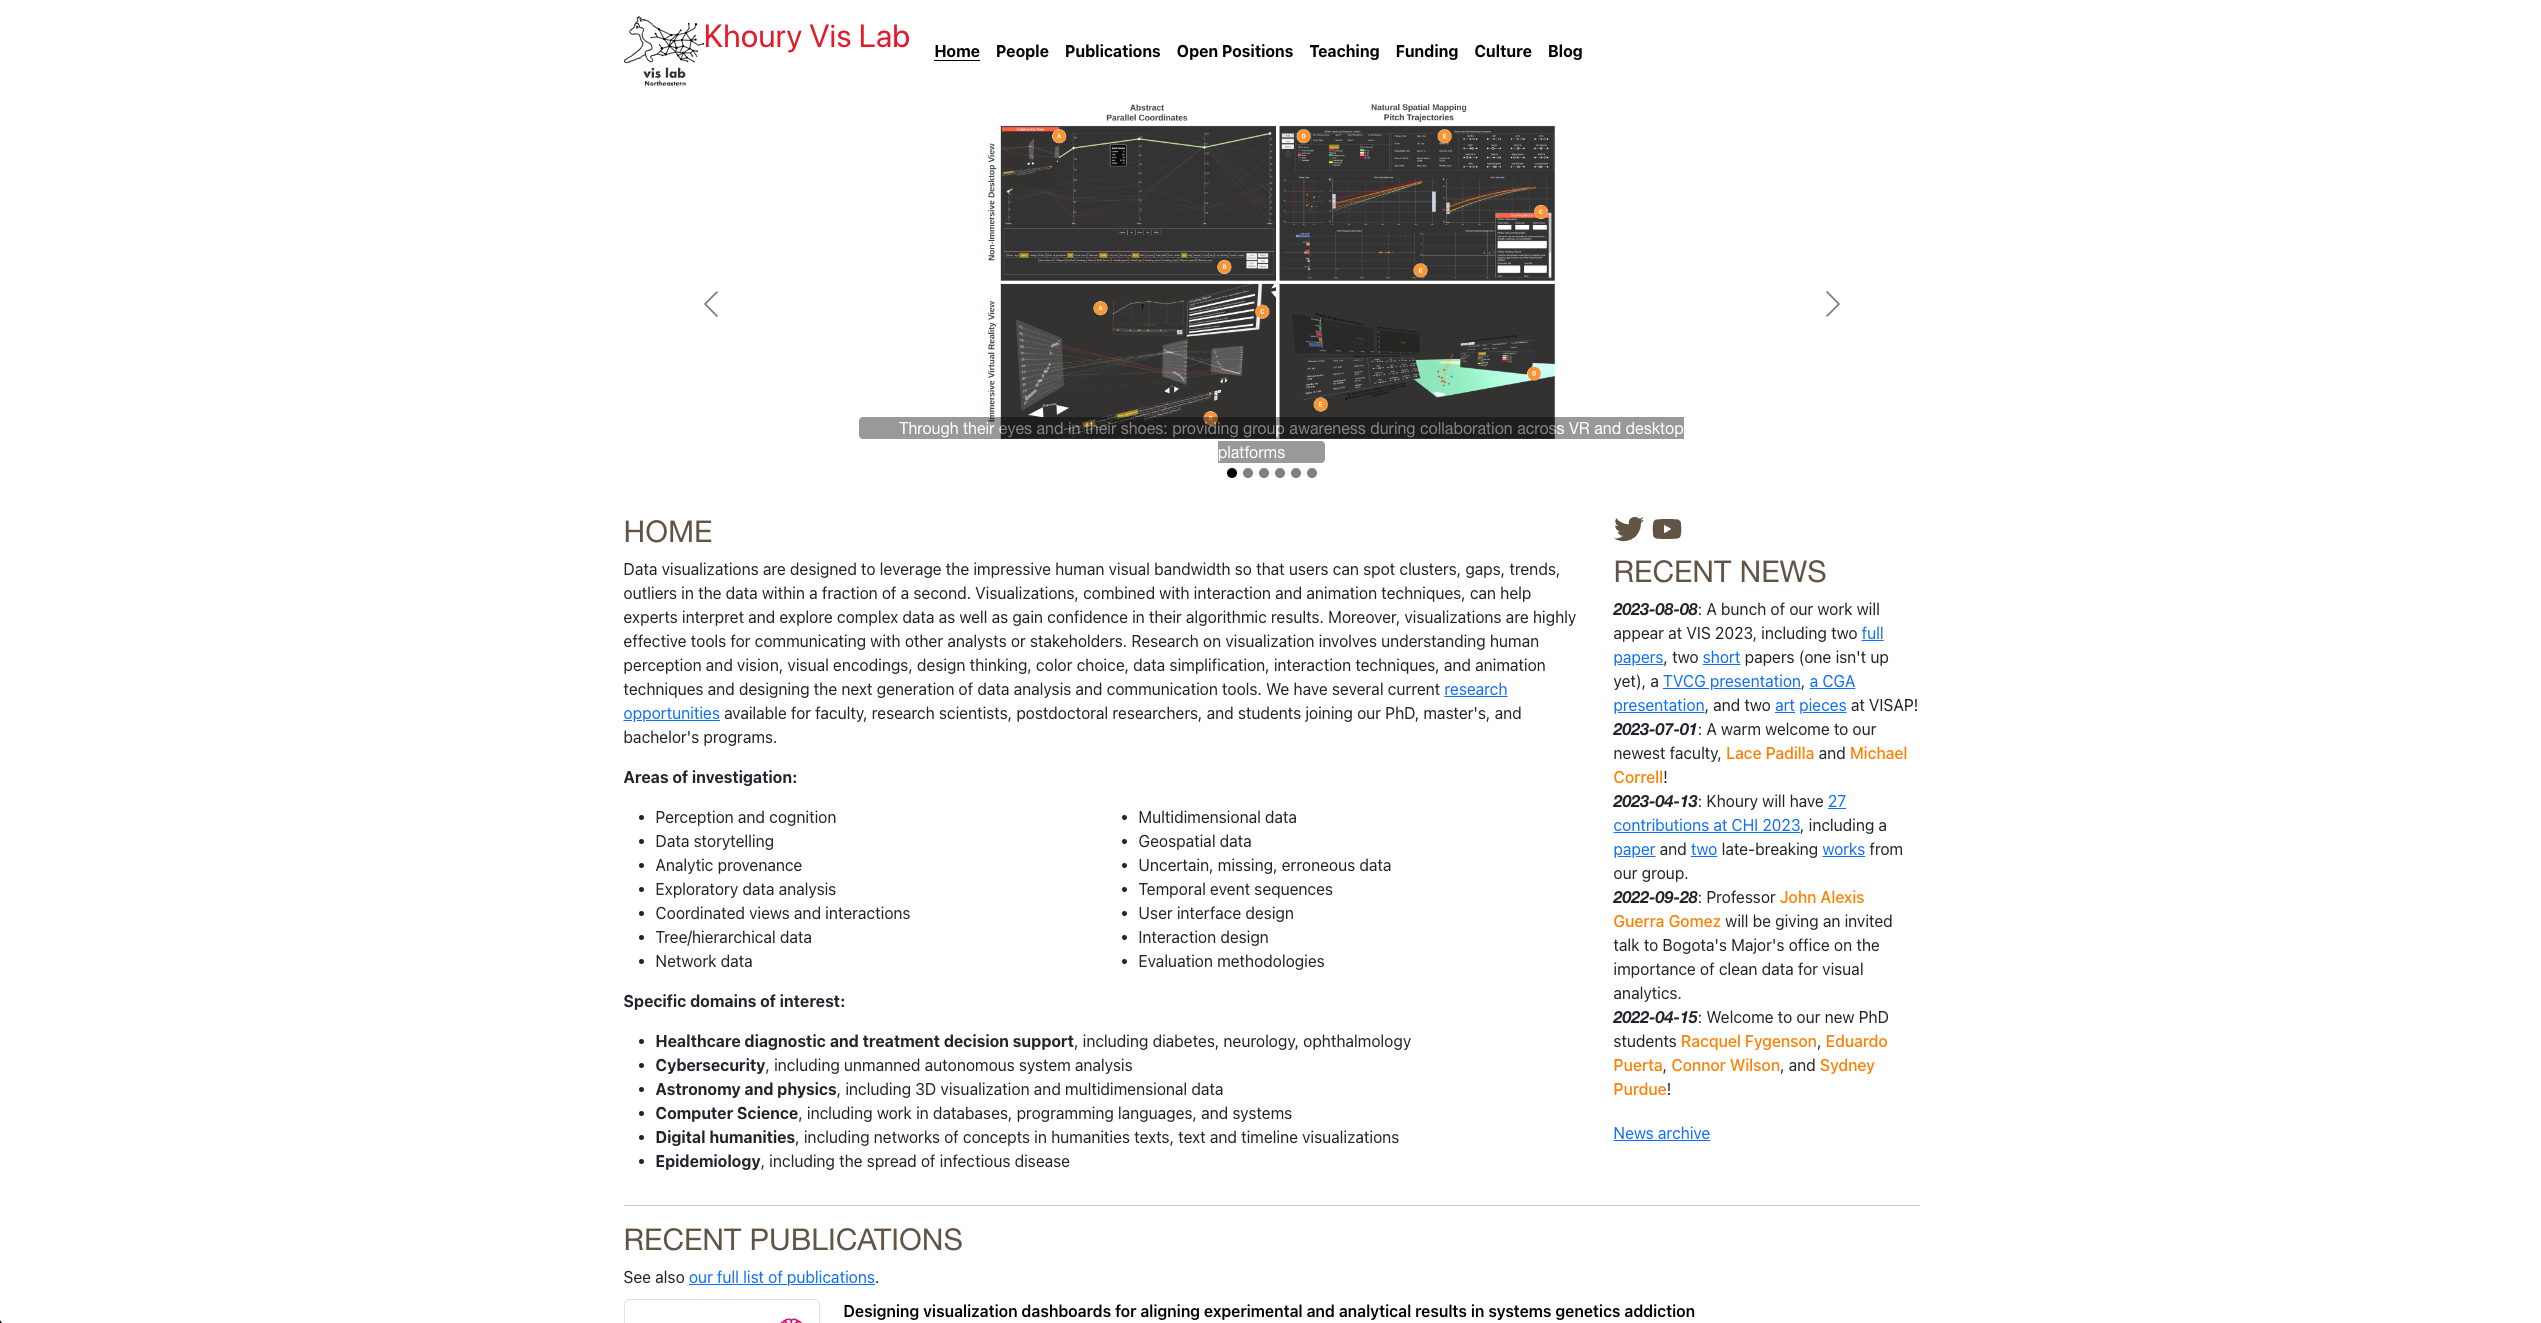 vis lab
Northeastern
Khoury Vis Lab
Home People Publications Open Positions Teaching Funding Culture Blog
Abstract
Parallel Coordinates
Natural Spatial Mapping
Pitch Trajectories
Non-Immersive Desktop View
Immersive Virtual Reality View
Through their eyes and in their shoes: providing group awareness during collaboration across VR and desktop
platforms
HOME
Data visualizations are designed to leverage the impressive human visual bandwidth so that users can spot clusters, gaps, trends,
outliers in the data within a fraction of a second. Visualizations, combined with interaction and animation techniques, can help
experts interpret and explore complex data as well as gain confidence in their algorithmic results. Moreover, visualizations are highly
effective tools for communicating with other analysts or stakeholders. Research on visualization involves understanding human
perception and vision, visual encodings, design thinking, color choice, data simplification, interaction techniques, and animation
techniques and designing the next generation of data analysis and communication tools. We have several current research
opportunities available for faculty, research scientists, postdoctoral researchers, and students joining our PhD, master's, and
bachelor's programs.
Areas of investigation:
• Perception and cognition
• Data storytelling
• Analytic provenance
• Exploratory data analysis
• Coordinated views and interactions
• Tree/hierarchical data
• Network data
• Multidimensional data
• Geospatial data
• Uncertain, missing, erroneous data
• Temporal event sequences
• User interface design
• Interaction design
• Evaluation methodologies
Specific domains of interest:
• Healthcare diagnostic and treatment decision support, including diabetes, neurology, ophthalmology
• Cybersecurity, including unmanned autonomous system analysis
• Astronomy and physics, including 3D visualization and multidimensional data
• Computer Science, including work in databases, programming languages, and systems
• Digital humanities, including networks of concepts in humanities texts, text and timeline visualizations
• Epidemiology, including the spread of infectious disease
RECENT NEWS
2023-08-08: A bunch of our work will
appear at VIS 2023, including two full
papers, two short papers (one isn't up
yet), a TVCG presentation, a CGA
presentation, and two art pieces at VISAP!
2023-07-01: A warm welcome to our
newest faculty, Lace Padilla and Michael
Correll!
2023-04-13: Khoury will have 27
contributions at CHI 2023, including a
paper and two late-breaking works from
our group.
2022-09-28: Professor John Alexis
Guerra Gomez will be giving an invited
talk to Bogota's Major's office on the
importance of clean data for visual
analytics.
2022-04-15: Welcome to our new PhD
students Racquel Fygenson, Eduardo
Puerta, Connor Wilson, and Sydney
Purdue!
News archive
RECENT PUBLICATIONS
See also our full list of publications.
Designing visualization dashboards for aligning experimental and analytical results in systems genetics addiction